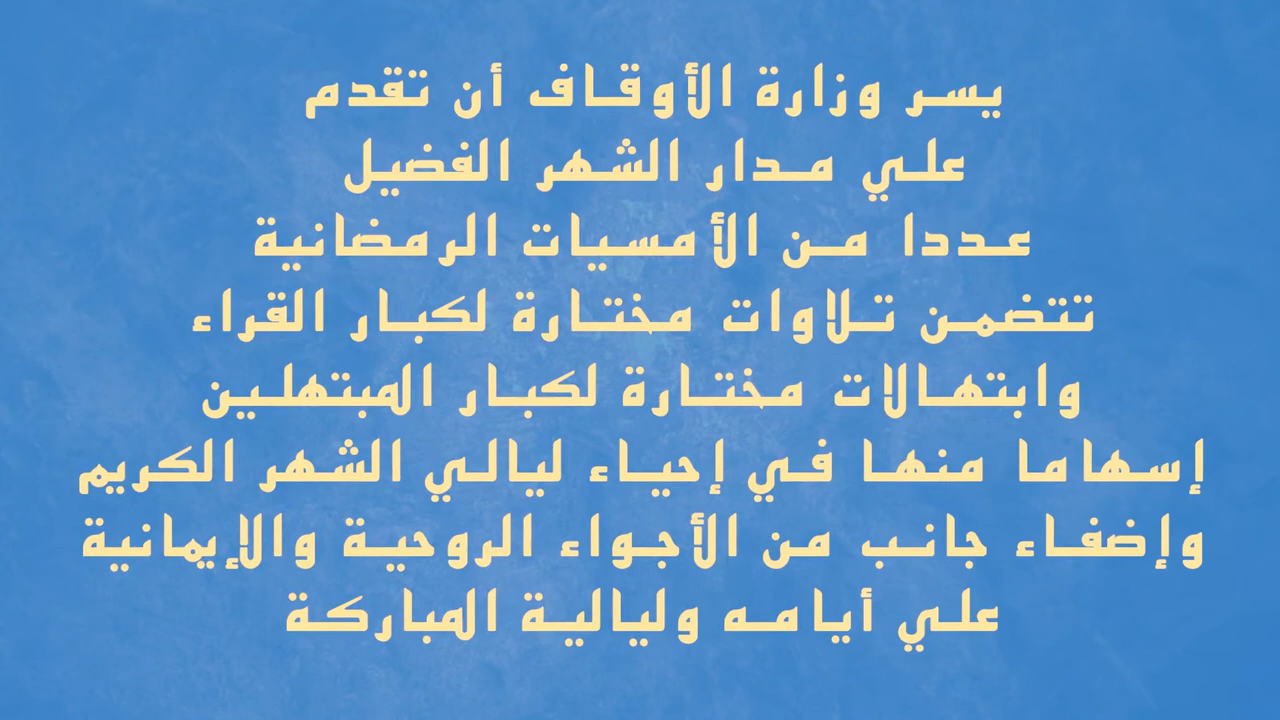 يسر وزارة الأوقاف أن تقدم
علي مدار الشهر الفضيل
عددا من الأمسيات الرمضانية
تتضمن تلاوات مختارة لكبار القراء
وابتهالات مختارة لكبار المبتهلين
إسهاما منها في إحياء ليالي الشهر الكريم
وإضفاء جانب من الأجواء الروحية والإيمانية
علي أيامه وليالية المباركة